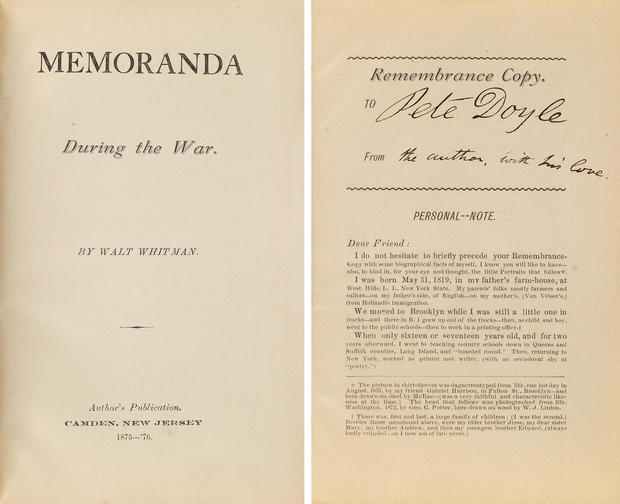 MEMORANDA
During the War.
BY WALT WHITMAN.
Author's Publication.
CAMDEN, NEW JERSEY
1875—'76.
Remembrance Copy.
TO Pete Doyle
From the author, with his love.
PERSONAL--NOTE.
Dear Friend:
I do not hesitate to briefly precede your Remembrance-
Copy with some biographical facts of myself, I know you will like to have—
also, to bind in, for your eye and thought, the little Portraits that follow*.
I was born May 31, 1819, in my father's farm-house, at
West Hills, L. I., New York State. My parents' folks mostly farmers and
sailors—on my father's side, of English—on my mother's, (Van Velser's,)
from Hollandic immigration.
We moved to Brooklyn while I was still a little one in
frocks—and there in B. I grew up out of the frocks—then, as child and boy,
went to the public schools—then to work in a printing office.†
When only sixteen or seventeen years old, and for two
years afterward, I went to teaching country schools down in Queens and
Suffolk counties, Long Island, and "boarded round." Then, returning to
New York, worked as printer and writer, (with an occasional shy at
"poetry.")
* The picture in shirt-sleeves was daguerreotyped from life, one hot day in
August, 1855, by my friend Gabriel Harrison, in Fulton St., Brooklyn—and
here drawn on steel by McRae—(was a very faithful and characteristic like-
ness at the time.) The head that follows was photographed from life,
Washington, 1872, by Geo. C. Potter, here drawn on wood by W. J. Linton.
† There was, first and last, a large family of children; (I was the second.)
Besides those mentioned above, were my elder brother Jesse, my dear sister
Mary, my brother Andrew, and then my youngest brother Edward, (always
badly crippled—as I now am of late years.)